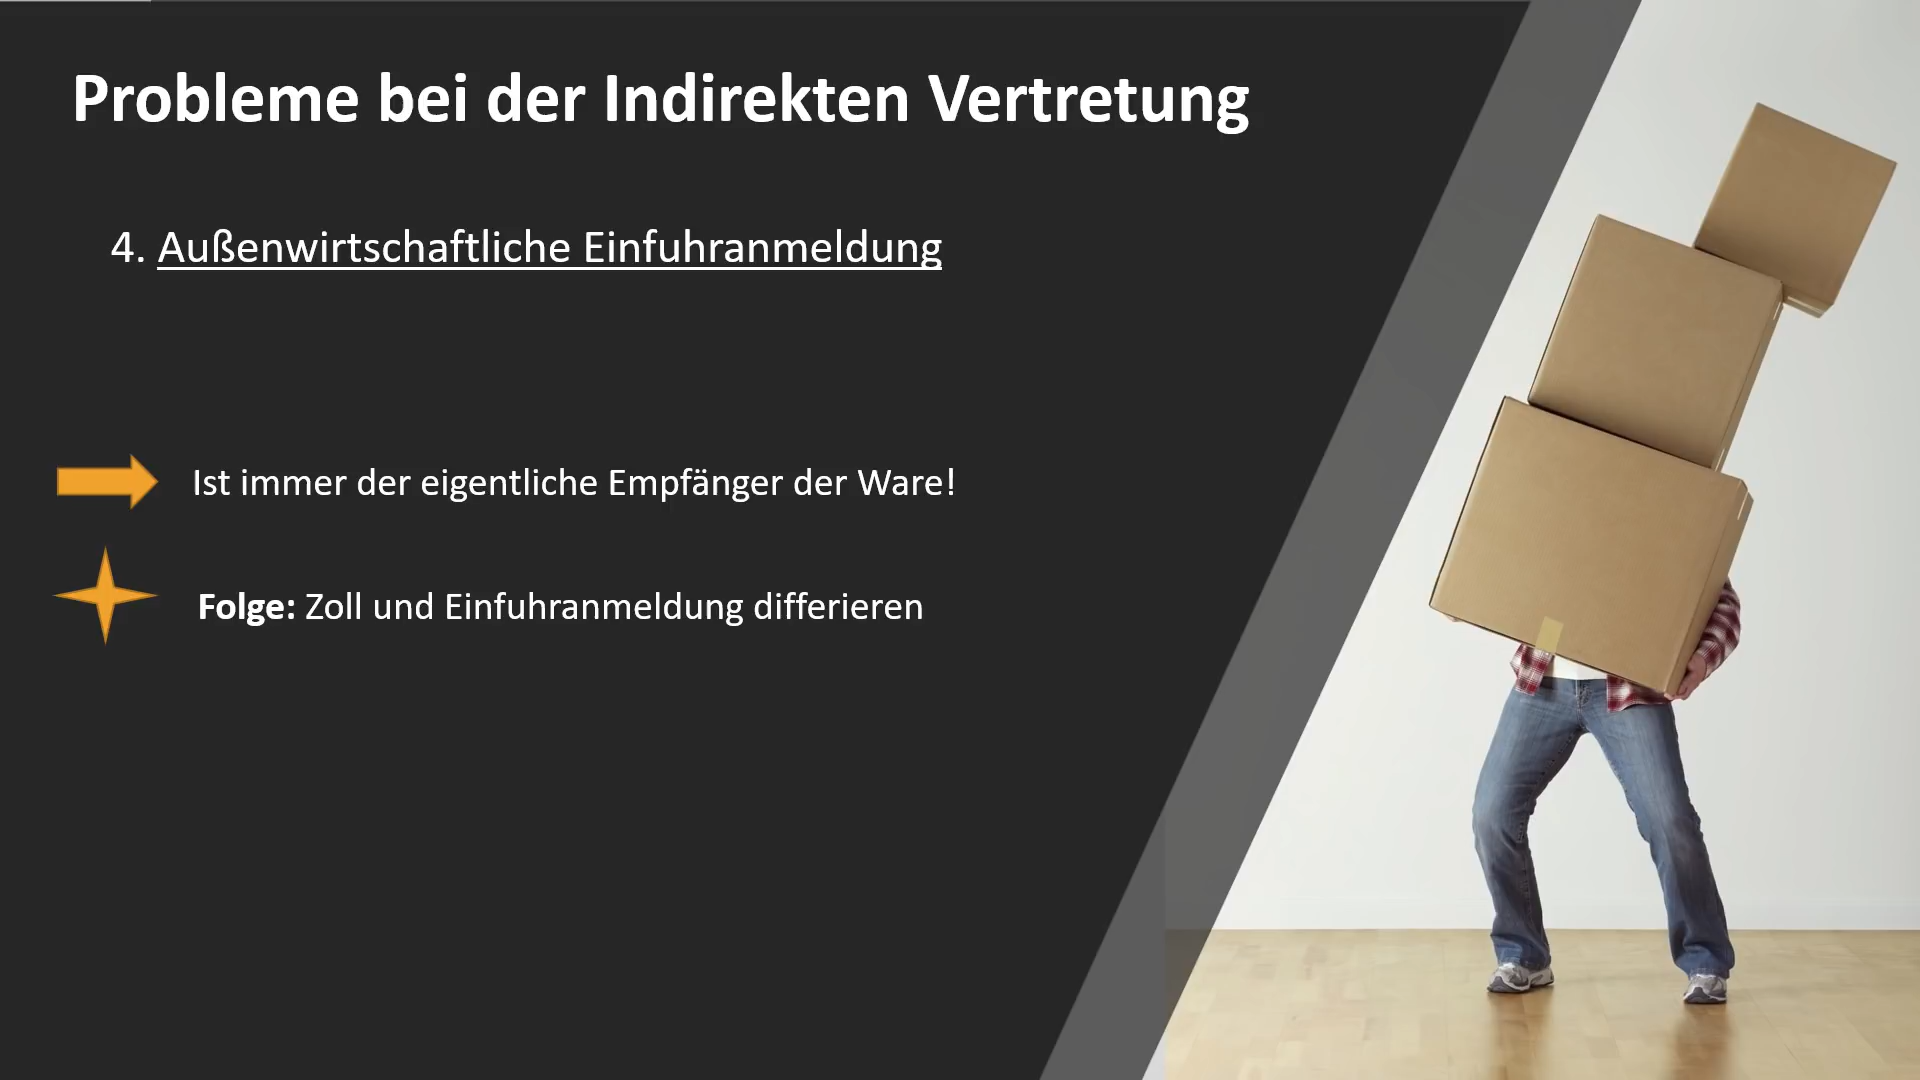 Probleme bei der Indirekten Vertretung
4. Außenwirtschaftliche Einfuhranmeldung
Ist immer der eigentliche Empfänger der Ware!
Folge: Zoll und Einfuhranmeldung differieren